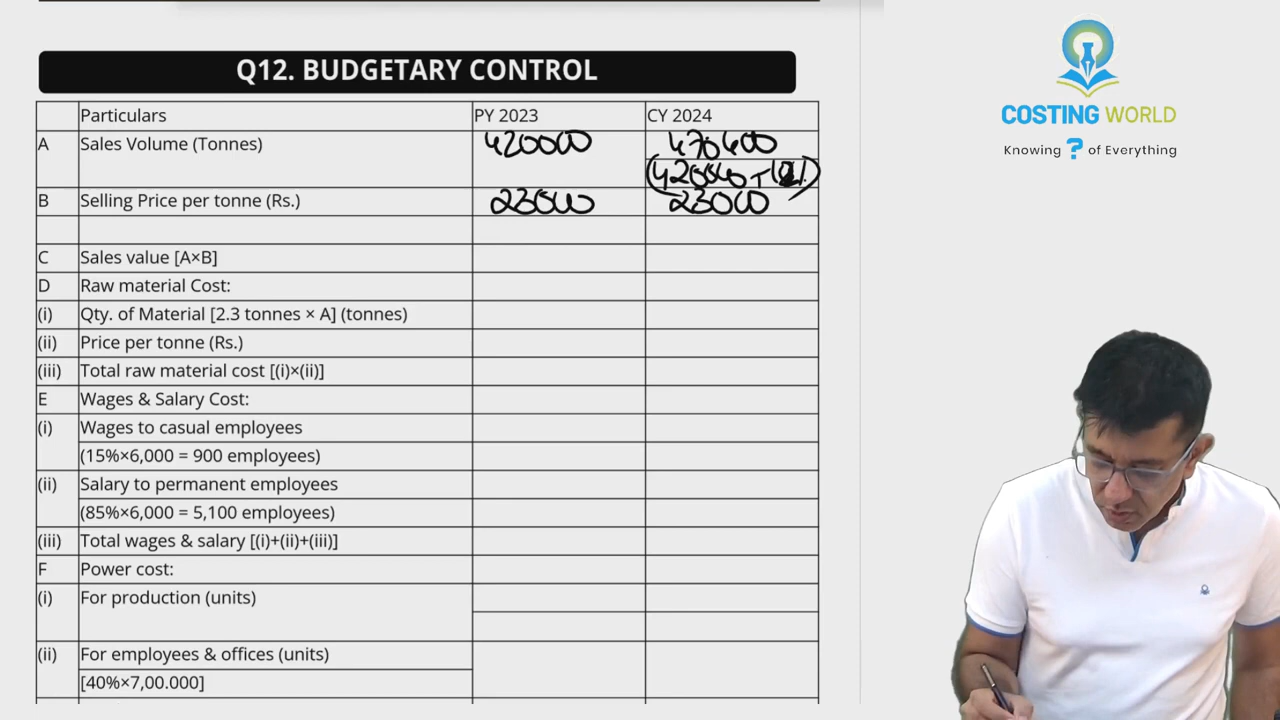 Q12. BUDGETARY CONTROL
Particulars PY 2023 CY 2024
A Sales Volume (Tonnes) 420000 470400
(420000+12%)
B Selling Price per tonne (Rs.) 23000 23000
C Sales value [A×B]
D Raw material Cost:
(i) Qty. of Material [2.3 tonnes × A] (tonnes)
(ii) Price per tonne (Rs.)
(iii) Total raw material cost [(i)×(ii)]
E Wages & Salary Cost:
(i) Wages to casual employees
(15%×6,000 = 900 employees)
(ii) Salary to permanent employees
(85%×6,000 = 5,100 employees)
(iii) Total wages & salary [(i)+(ii)+(iii)]
F Power cost:
(i) For production (units)
(ii) For employees & offices (units)
[40%×7,00.000]
COSTING WORLD
Knowing ? of Everything